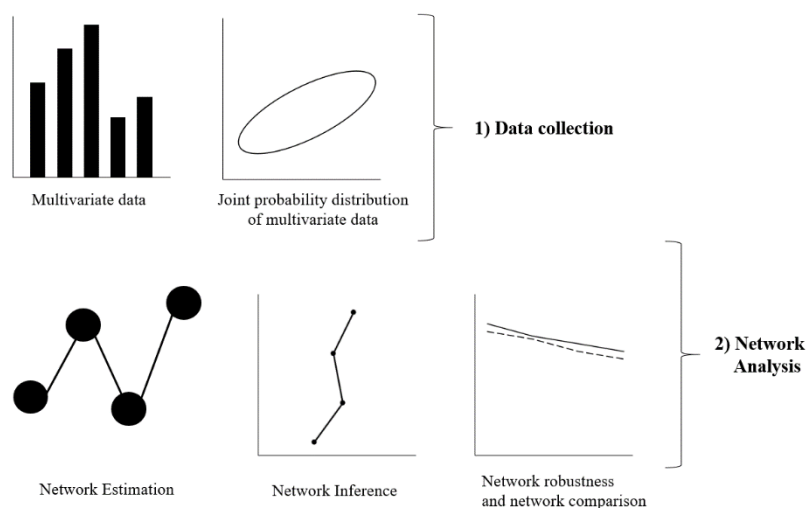 1) Data collection
Multivariate data
Joint probability distribution
of multivariate data
2) Network
Analysis
Network Estimation
Network Inference
Network robustness
and network comparison